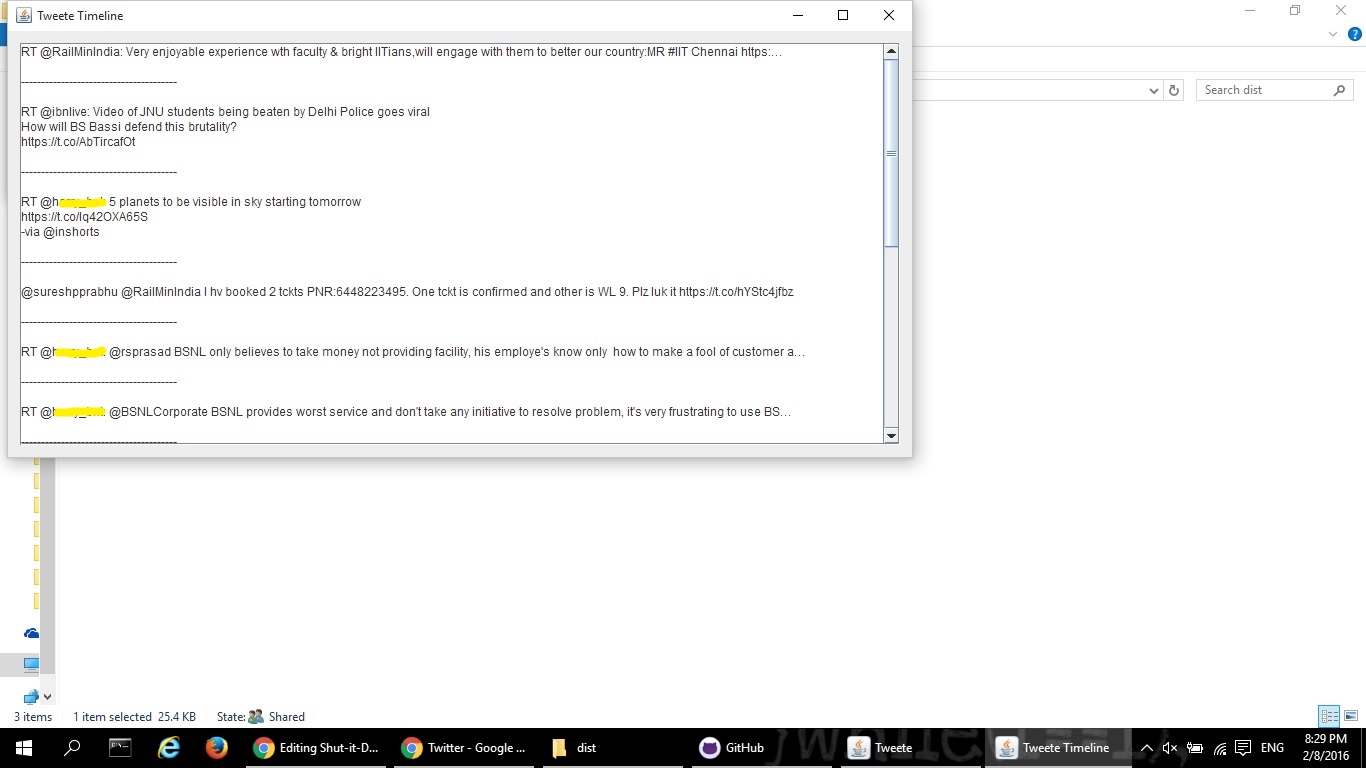 Tweete Timeline
RT @RailMinIndia: Very enjoyable experience wth faculty & bright IITians,will engage with them to better our country:MR #IIT Chennai https:…
---------------------------------------
RT @ibnlive: Video of JNU students being beaten by Delhi Police goes viral
How will BS Bassi defend this brutality?
https://t.co/AbTircafOt
---------------------------------------
RT 5 planets to be visible in sky starting tomorrow
https://t.co/lq42OXA65S
-via @inshorts
---------------------------------------
@sureshpprabhu @RailMinIndia I hv booked 2 tckts PNR:6448223495. One tckt is confirmed and other is WL 9. Plz luk it https://t.co/hYStc4jfbz
---------------------------------------
RT @rsprasad BSNL only believes to take money not providing facility, his employe's know only  how to make a fool of customer a…
---------------------------------------
RT @BSNLCorporate BSNL provides worst service and don't take any initiative to resolve problem, it's very frustrating to use BS…
---------------------------------------
Search dist
3 items 1 item selected 25.4 KB State: Shared
Editing Shut-it-D... Twitter - Google ... dist GitHub Tweete Tweete Timeline ENG
8:29 PM
2/8/2016